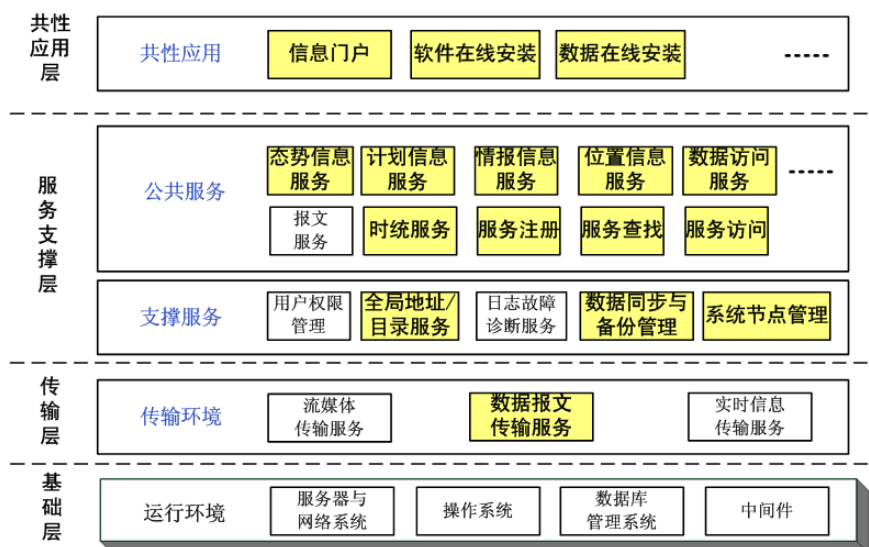 共性
应用
层
共性应用
信息门户
软件在线安装
数据在线安装
服
务
支
撑
层
公共服务
态势信息
服务
计划信息
服务
情报信息
服务
位置信息
服务
数据访问
服务
报文
服务
时统服务
服务注册
服务查找
服务访问
支撑服务
用户权限
管理
全局地址/
目录服务
日志故障
诊断服务
数据同步与
备份管理
系统节点管理
传
输
层
传输环境
流媒体
传输服务
数据报文
传输服务
实时信息
传输服务
基
础
层
运行环境
服务器与
网络系统
操作系统
数据库
管理系统
中间件